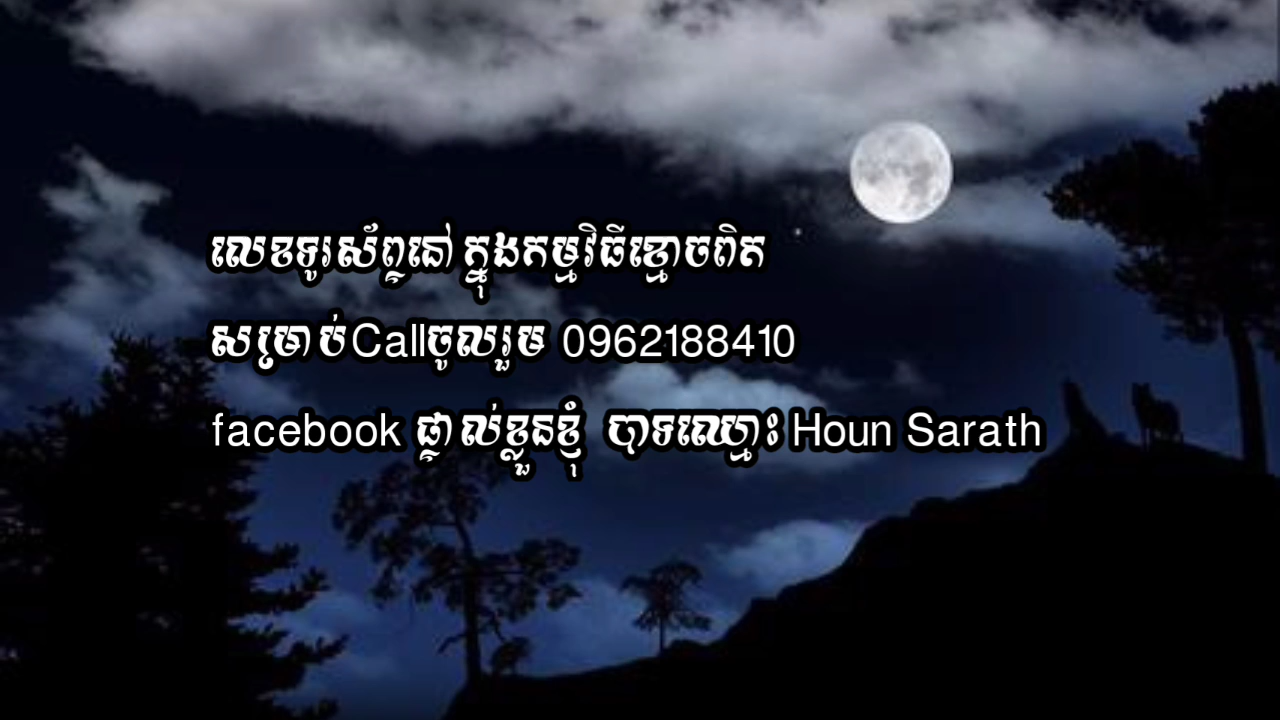 លេខទូរស័ព្ទនៅ ក្នុងកម្មវិធីខ្មោចពិត
សម្រាប់Callចូលរួម 0962188410
facebook ផ្ទាល់ខ្លួនខ្ញុំ បាទឈ្មោះ Houn Sarath